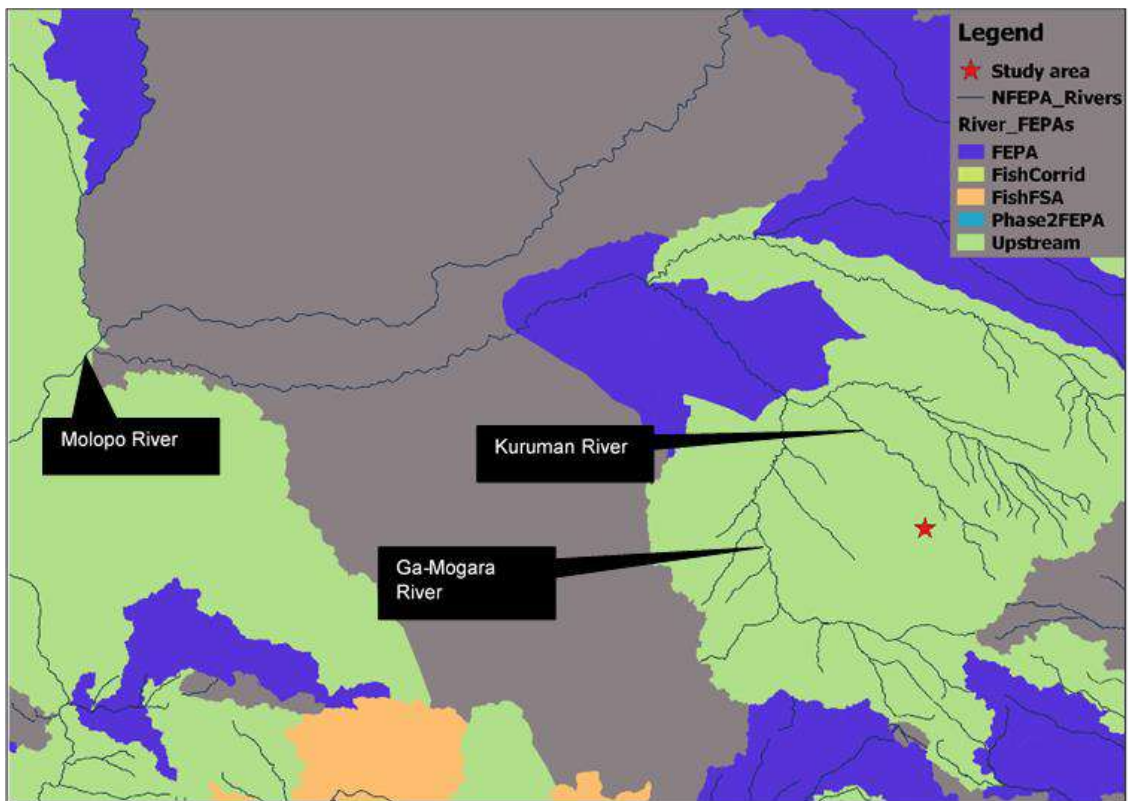 Legend
Study area
NFEPA_Rivers
River_FEPAs
FEPA
FishCorrid
FishFSA
Phase2FEPA
Upstream
Molopo River
Kuruman River
Ga-Mogara
River